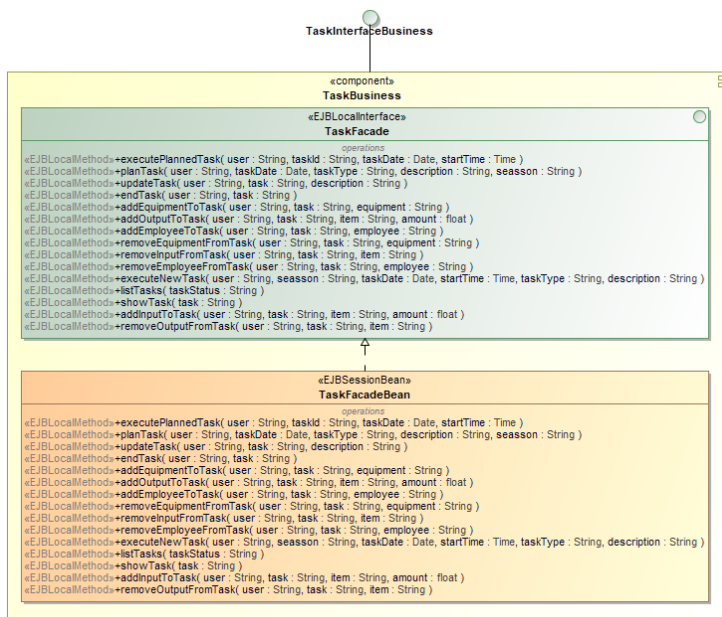 TaskInterfaceBusiness
«component»
TaskBusiness
«EJBLocalInterface»
TaskFacade
operations
«EJBLocalMethod»+executePlannedTask( user : String, taskId : String, taskDate : Date, startTime : Time )
«EJBLocalMethod»+planTask( user : String, taskDate : Date, taskType : String, description : String, seasson : String )
«EJBLocalMethod»+updateTask( user : String, task : String, description : String )
«EJBLocalMethod»+endTask( user : String, task : String )
«EJBLocalMethod»+addEquipmentToTask( user : String, task : String, equipment : String )
«EJBLocalMethod»+addOutputToTask( user : String, task : String, item : String, amount : float )
«EJBLocalMethod»+addEmployeeToTask( user : String, task : String, employee : String )
«EJBLocalMethod»+removeEquipmentFromTask( user : String, task : String, equipment : String )
«EJBLocalMethod»+removeInputFromTask( user : String, task : String, item : String )
«EJBLocalMethod»+removeEmployeeFromTask( user : String, task : String, employee : String )
«EJBLocalMethod»+executeNewTask( user : String, seasson : String, taskDate : Date, startTime : Time, taskType : String, description : String )
«EJBLocalMethod»+listTasks( taskStatus : String )
«EJBLocalMethod»+showTask( task : String )
«EJBLocalMethod»+addInputToTask( user : String, task : String, item : String, amount : float )
«EJBLocalMethod»+removeOutputFromTask( user : String, task : String, item : String )
«EJBSessionBean»
TaskFacadeBean
operations
«EJBLocalMethod»+executePlannedTask( user : String, taskId : String, taskDate : Date, startTime : Time )
«EJBLocalMethod»+planTask( user : String, taskDate : Date, taskType : String, description : String, seasson : String )
«EJBLocalMethod»+updateTask( user : String, task : String, description : String )
«EJBLocalMethod»+endTask( user : String, task : String )
«EJBLocalMethod»+addEquipmentToTask( user : String, task : String, equipment : String )
«EJBLocalMethod»+addOutputToTask( user : String, task : String, item : String, amount : float )
«EJBLocalMethod»+addEmployeeToTask( user : String, task : String, employee : String )
«EJBLocalMethod»+removeEquipmentFromTask( user : String, task : String, equipment : String )
«EJBLocalMethod»+removeInputFromTask( user : String, task : String, item : String )
«EJBLocalMethod»+removeEmployeeFromTask( user : String, task : String, employee : String )
«EJBLocalMethod»+executeNewTask( user : String, seasson : String, taskDate : Date, startTime : Time, taskType : String, description : String )
«EJBLocalMethod»+listTasks( taskStatus : String )
«EJBLocalMethod»+showTask( task : String )
«EJBLocalMethod»+addInputToTask( user : String, task : String, item : String, amount : float )
«EJBLocalMethod»+removeOutputFromTask( user : String, task : String, item : String )